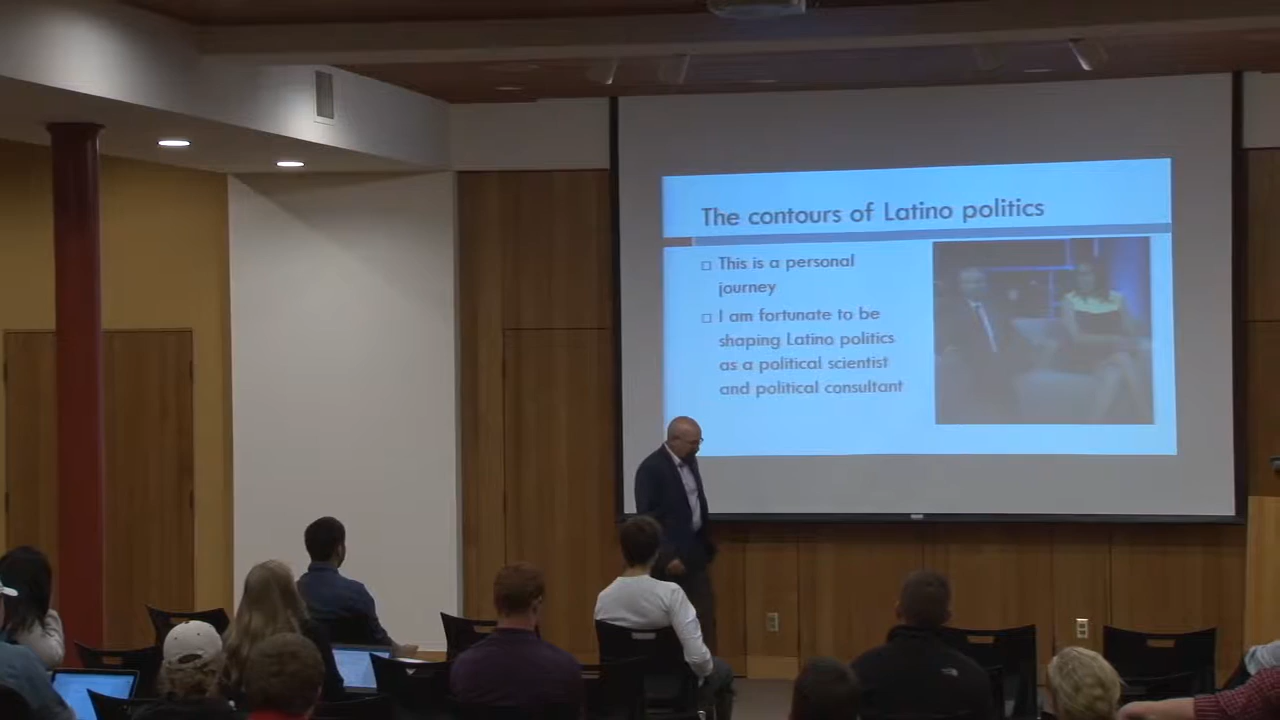 The contours of Latino politics
This is a personal
journey
I am fortunate to be
shaping Latino politics
as a political scientist
and political consultant